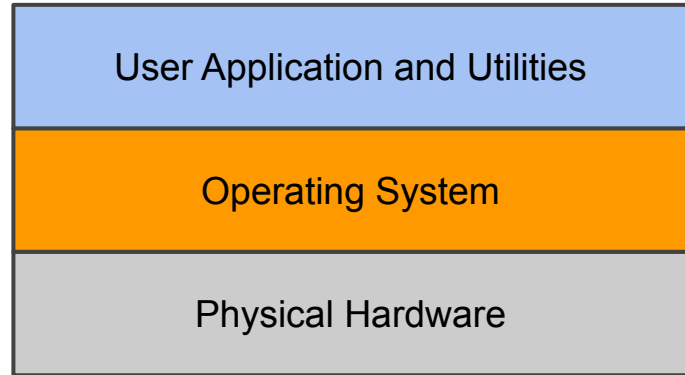 User Application and Utilities
Operating System
Physical Hardware